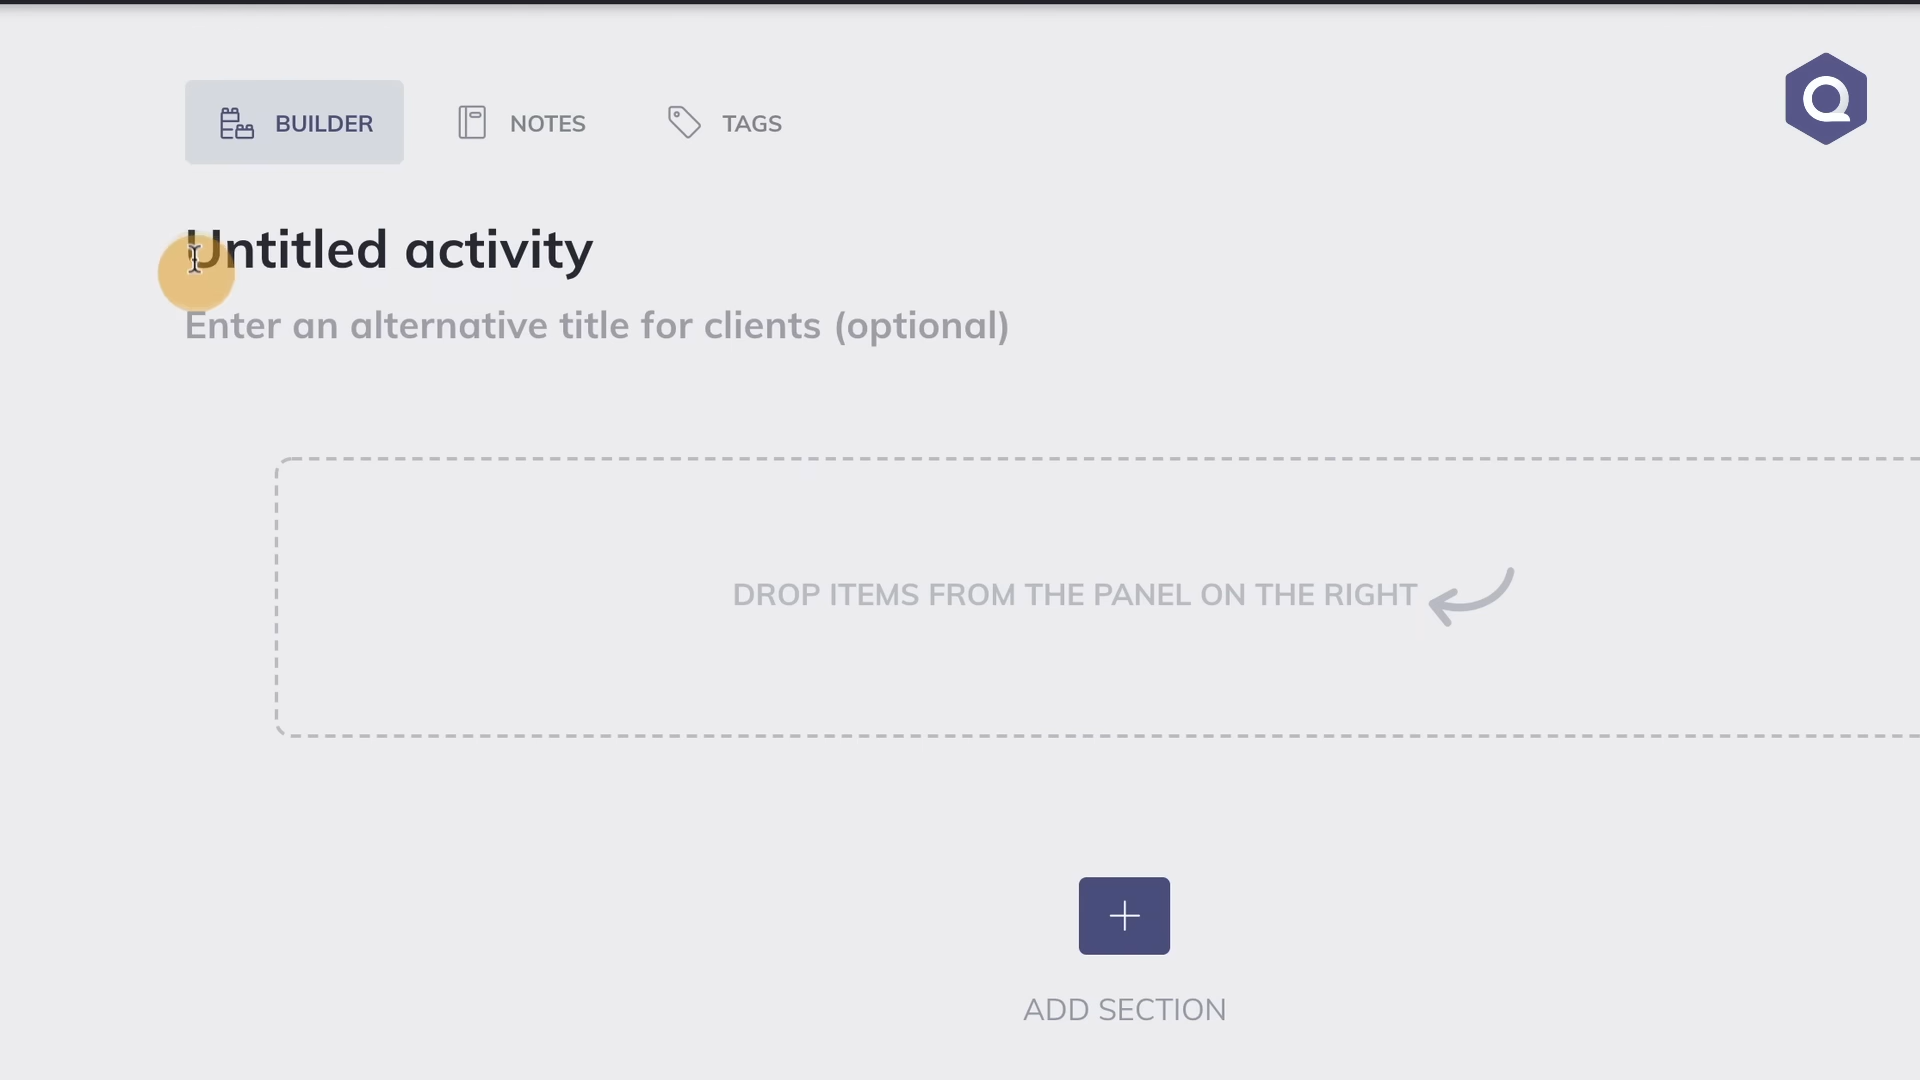 BUILDER NOTES TAGS
Untitled activity
Enter an alternative title for clients (optional)
DROP ITEMS FROM THE PANEL ON THE RIGHT
ADD SECTION